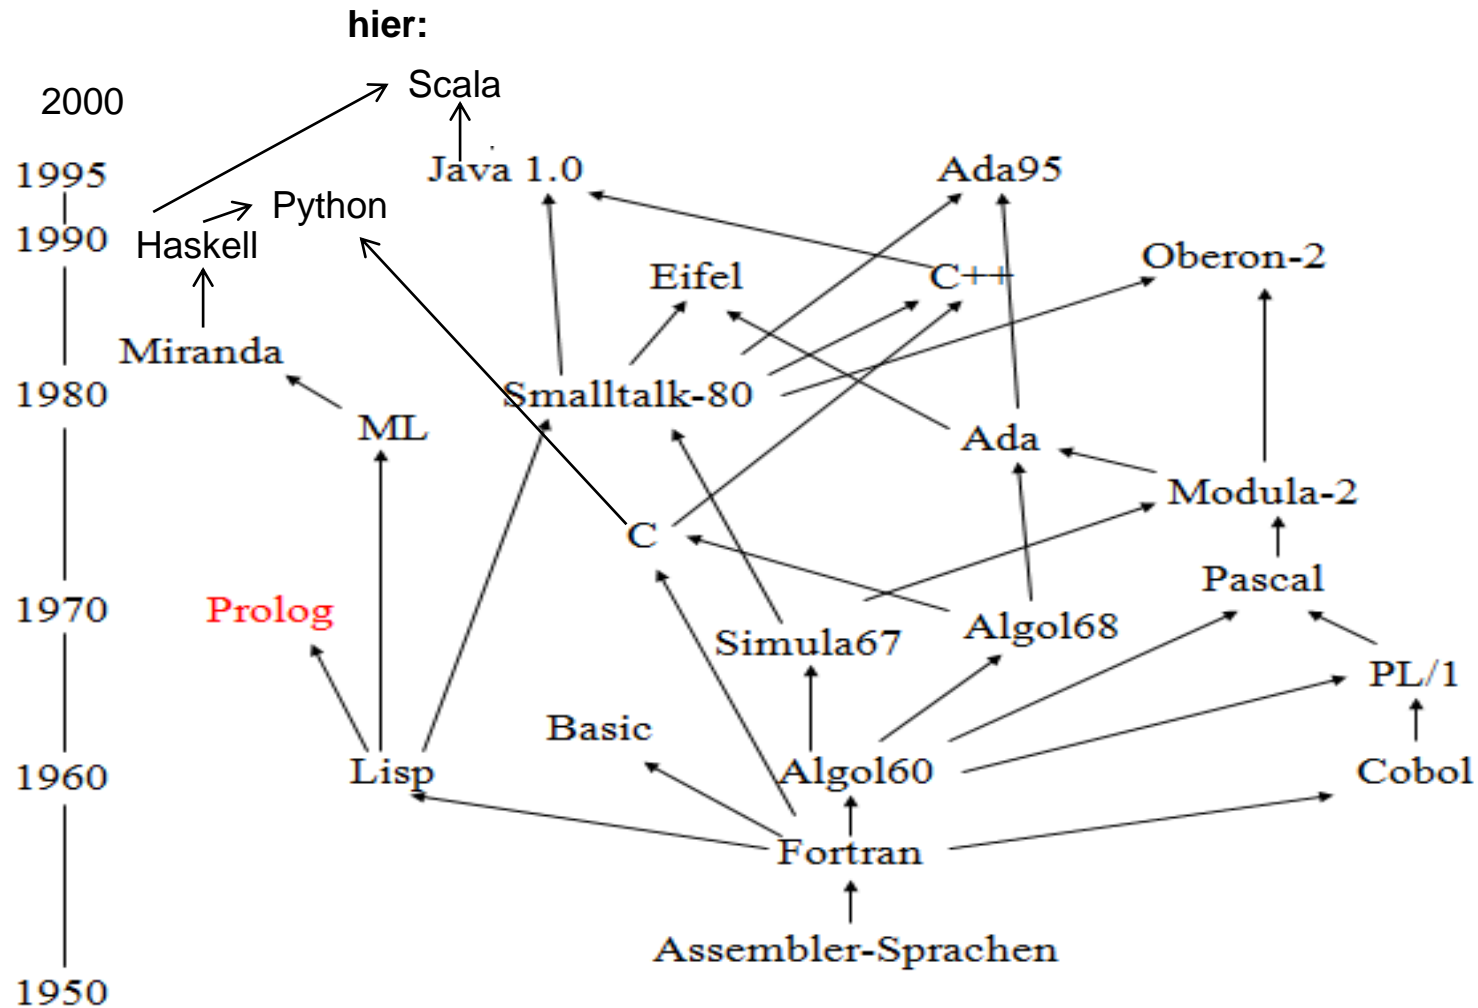 hier:
Scala
2000
1995
Java 1.0
Ada95
Python
1990
Haskell
Oberon-2
Eifel
C++
Miranda
1980
Smalltalk-80
ML
Ada
Modula-2
C
Pascal
1970
Prolog
Simula67
Algol68
PL/1
Basic
1960
Lisp
Algol60
Cobol
Fortran
Assembler-Sprachen
1950